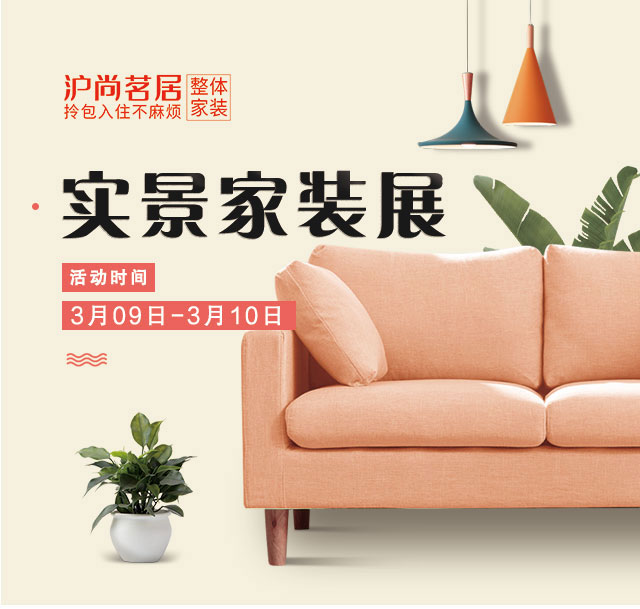 沪尚茗居
拎包入住不麻烦
整体
家装
实景家装展
活动时间
3月09日-3月10日